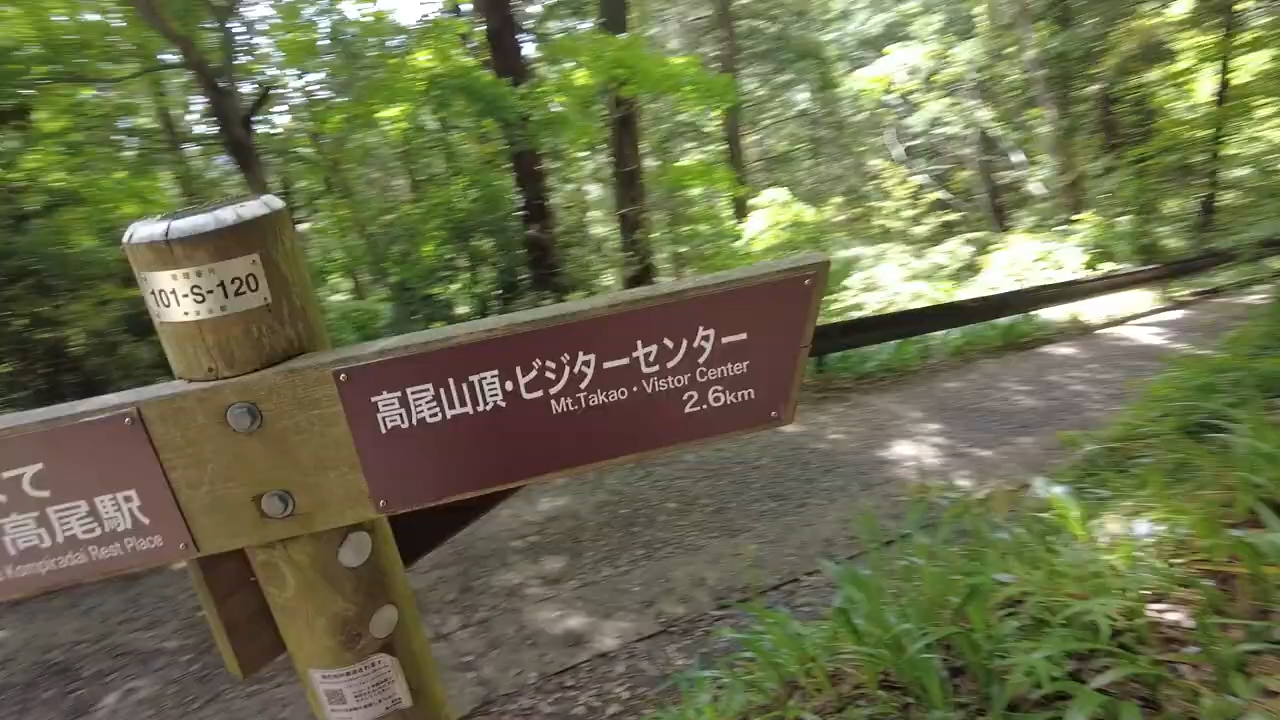 101-S-120
高尾山頂・ビジターセンター
Mt.Takao・Vistor Center
2.6km
て
高尾駅
Kompiradai Rest Place